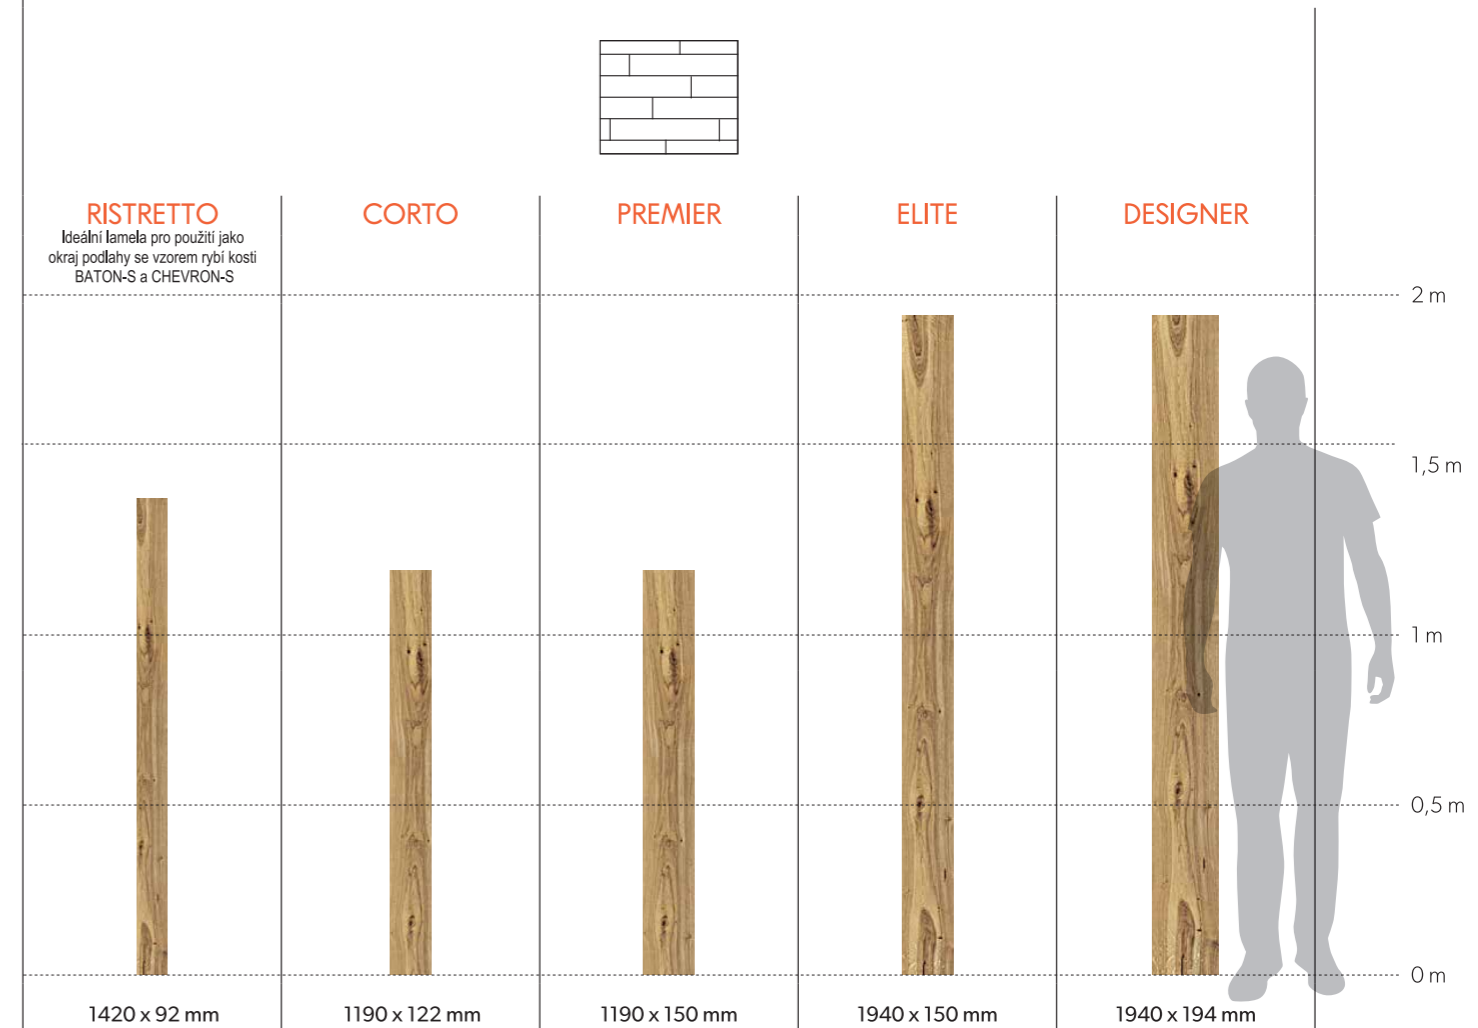 RISTRETTO
Ideální lamela pro použití jako
okraj podlahy se vzorem rybí kosti
BATON-S a CHEVRON-S
CORTO
PREMIER
ELITE
DESIGNER
2 m
1,5 m
1 m
0,5 m
0 m
1420 x 92 mm
1190 x 122 mm
1190 x 150 mm
1940 x 150 mm
1940 x 194 mm